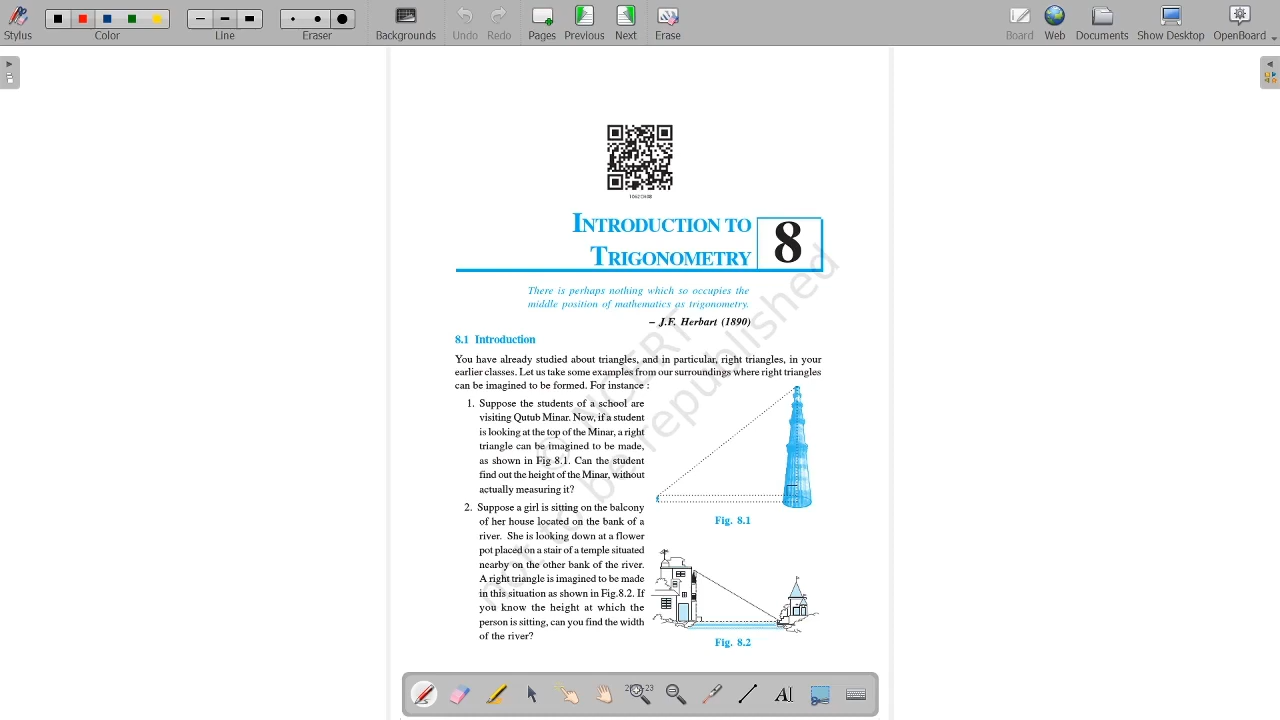 Stylus
Color
Line
Eraser
Backgrounds
Undo
Redo
Pages
Previous
Next
Erase
Board
Web
Documents
Show Desktop
OpenBoard
1062CH08
INTRODUCTION TO
TRIGONOMETRY
8
There is perhaps nothing which so occupies the
middle position of mathematics as trigonometry.
– J.F. Herbart (1890)
8.1 Introduction
You have already studied about triangles, and in particular, right triangles, in your
earlier classes. Let us take some examples from our surroundings where right triangles
can be imagined to be formed. For instance :
1. Suppose the students of a school are
visiting Qutub Minar. Now, if a student
is looking at the top of the Minar, a right
triangle can be imagined to be made,
as shown in Fig 8.1. Can the student
find out the height of the Minar, without
actually measuring it?
Fig. 8.1
2. Suppose a girl is sitting on the balcony
of her house located on the bank of a
river. She is looking down at a flower
pot placed on a stair of a temple situated
nearby on the other bank of the river.
A right triangle is imagined to be made
in this situation as shown in Fig.8.2. If
you know the height at which the
person is sitting, can you find the width
of the river?
Fig. 8.2
© NCERT
not to be republished
AI